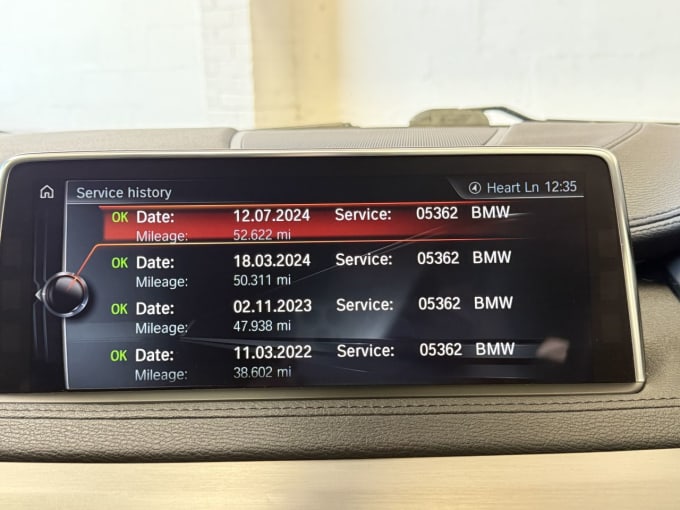 Service history Heart Ln 12:35
OK Date: 12.07.2024 Service: 05362 BMW
Mileage: 52.622 mi
OK Date: 18.03.2024 Service: 05362 BMW
Mileage: 50.311 mi
OK Date: 02.11.2023 Service: 05362 BMW
Mileage: 47.938 mi
OK Date: 11.03.2022 Service: 05362 BMW
Mileage: 38.602 mi